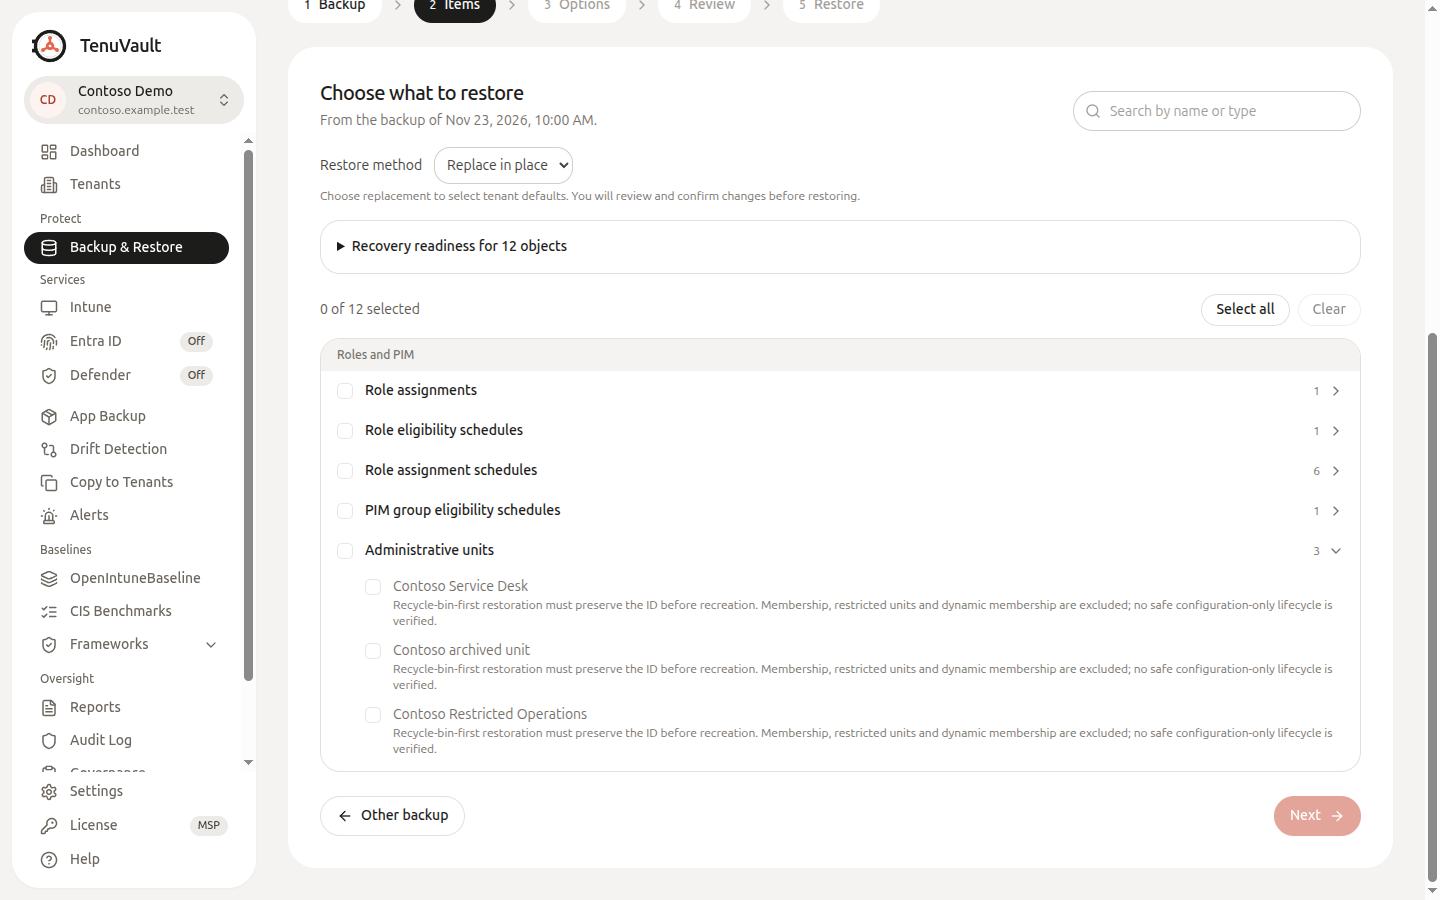 TenuVault
CD
Contoso Demo
contoso.example.test
Dashboard
Tenants
Protect
Backup & Restore
Services
Intune
Entra ID
Off
Defender
Off
App Backup
Drift Detection
Copy to Tenants
Alerts
Baselines
OpenIntuneBaseline
CIS Benchmarks
Frameworks
Oversight
Reports
Audit Log
Governance
Settings
License
MSP
Help
1 Backup
2 Items
3 Options
4 Review
5 Restore
Choose what to restore
From the backup of Nov 23, 2026, 10:00 AM.
Search by name or type
Restore method
Replace in place
Choose replacement to select tenant defaults. You will review and confirm changes before restoring.
Recovery readiness for 12 objects
0 of 12 selected
Select all
Clear
Roles and PIM
Role assignments 1
Role eligibility schedules 1
Role assignment schedules 6
PIM group eligibility schedules 1
Administrative units 3
Contoso Service Desk
Recycle-bin-first restoration must preserve the ID before recreation. Membership, restricted units and dynamic membership are excluded; no safe configuration-only lifecycle is
verified.
Contoso archived unit
Recycle-bin-first restoration must preserve the ID before recreation. Membership, restricted units and dynamic membership are excluded; no safe configuration-only lifecycle is
verified.
Contoso Restricted Operations
Recycle-bin-first restoration must preserve the ID before recreation. Membership, restricted units and dynamic membership are excluded; no safe configuration-only lifecycle is
verified.
Other backup
Next